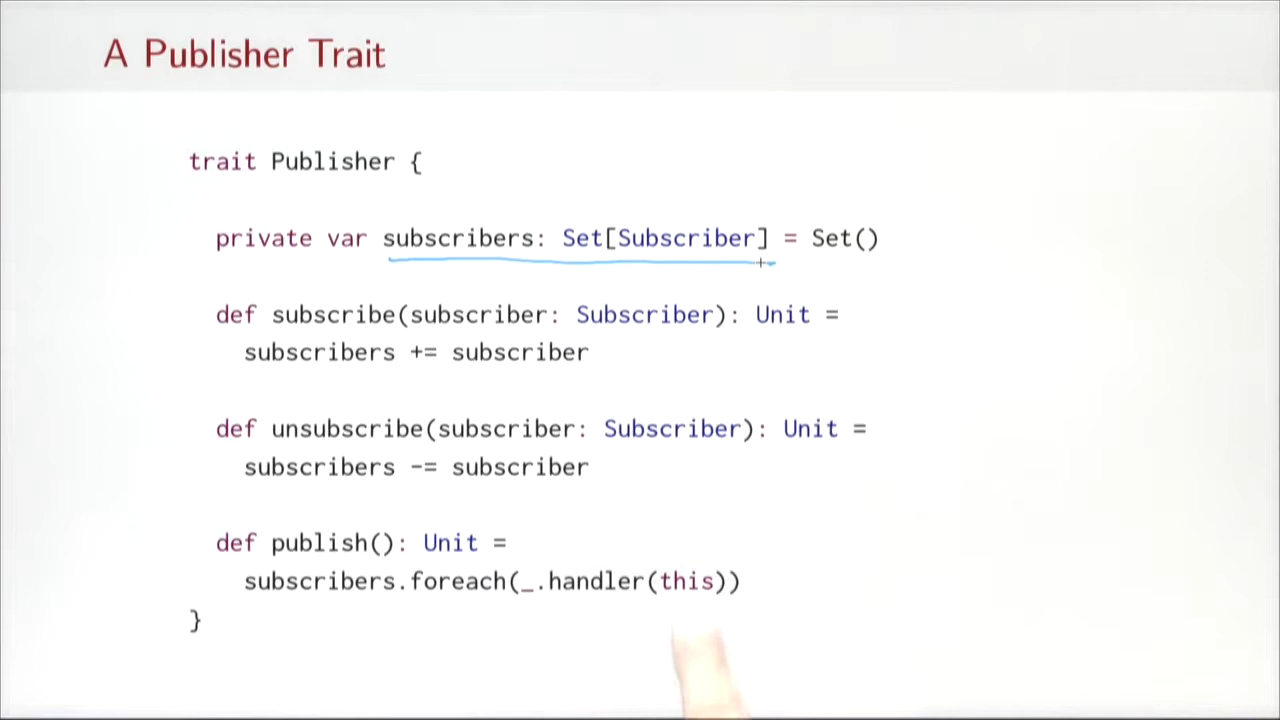 A Publisher Trait
trait Publisher {
private var subscribers: Set[Subscriber] = Set()
def subscribe(subscriber: Subscriber): Unit =
subscribers += subscriber
def unsubscribe(subscriber: Subscriber): Unit =
subscribers -= subscriber
def publish(): Unit =
subscribers.foreach(_.handler(this))
}